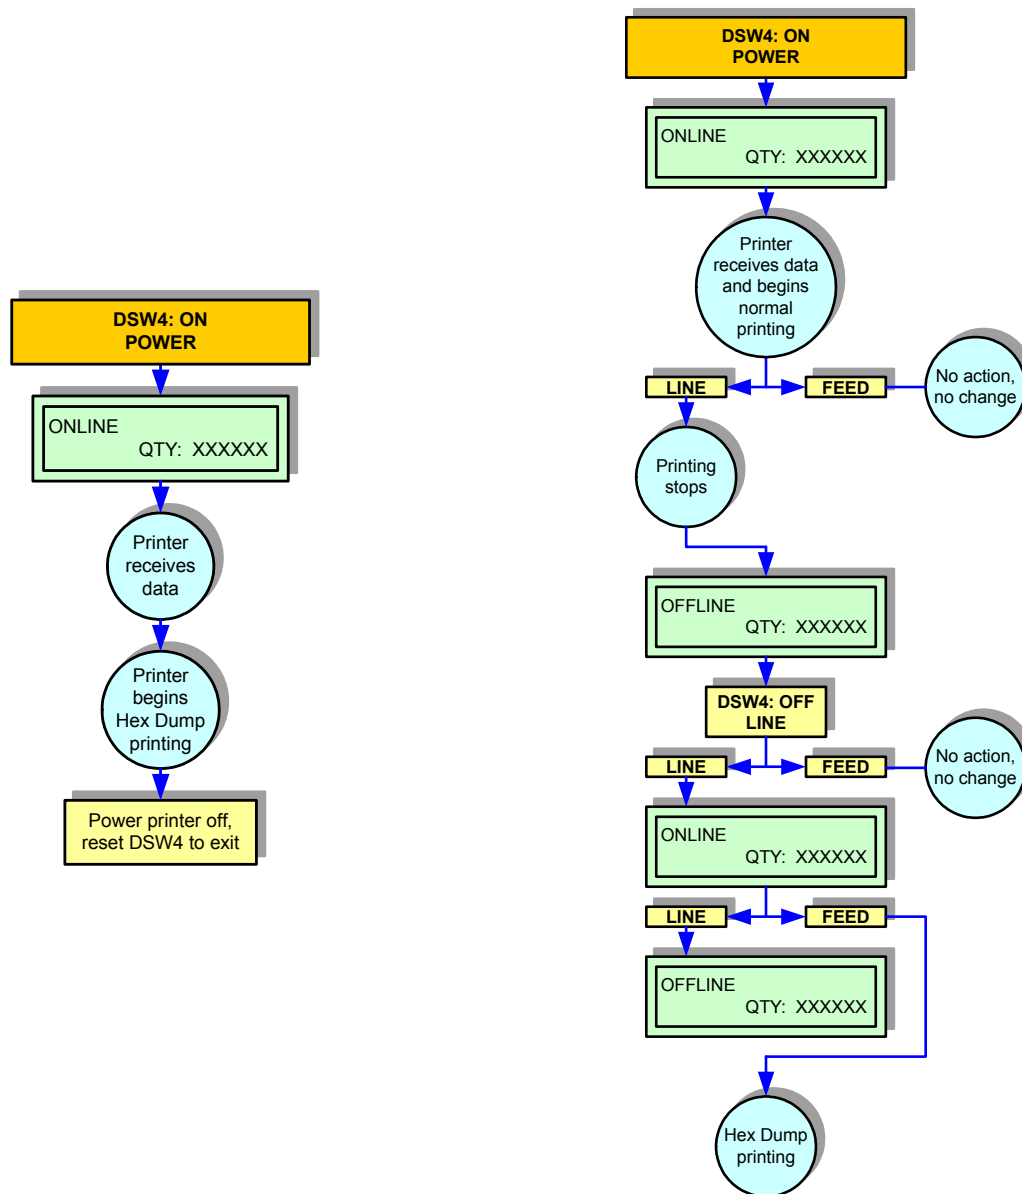 DSW4: ON
POWER
ONLINE
QTY: XXXXXX
Printer
receives
data
Printer
begins
Hex Dump
printing
Power printer off,
reset DSW4 to exit
DSW4: ON
POWER
ONLINE
QTY: XXXXXX
Printer
receives data
and begins
normal
printing
LINE
FEED
No action,
no change
Printing
stops
OFFLINE
QTY: XXXXXX
DSW4: OFF
LINE
LINE
FEED
No action,
no change
ONLINE
QTY: XXXXXX
LINE
FEED
OFFLINE
QTY: XXXXXX
Hex Dump
printing